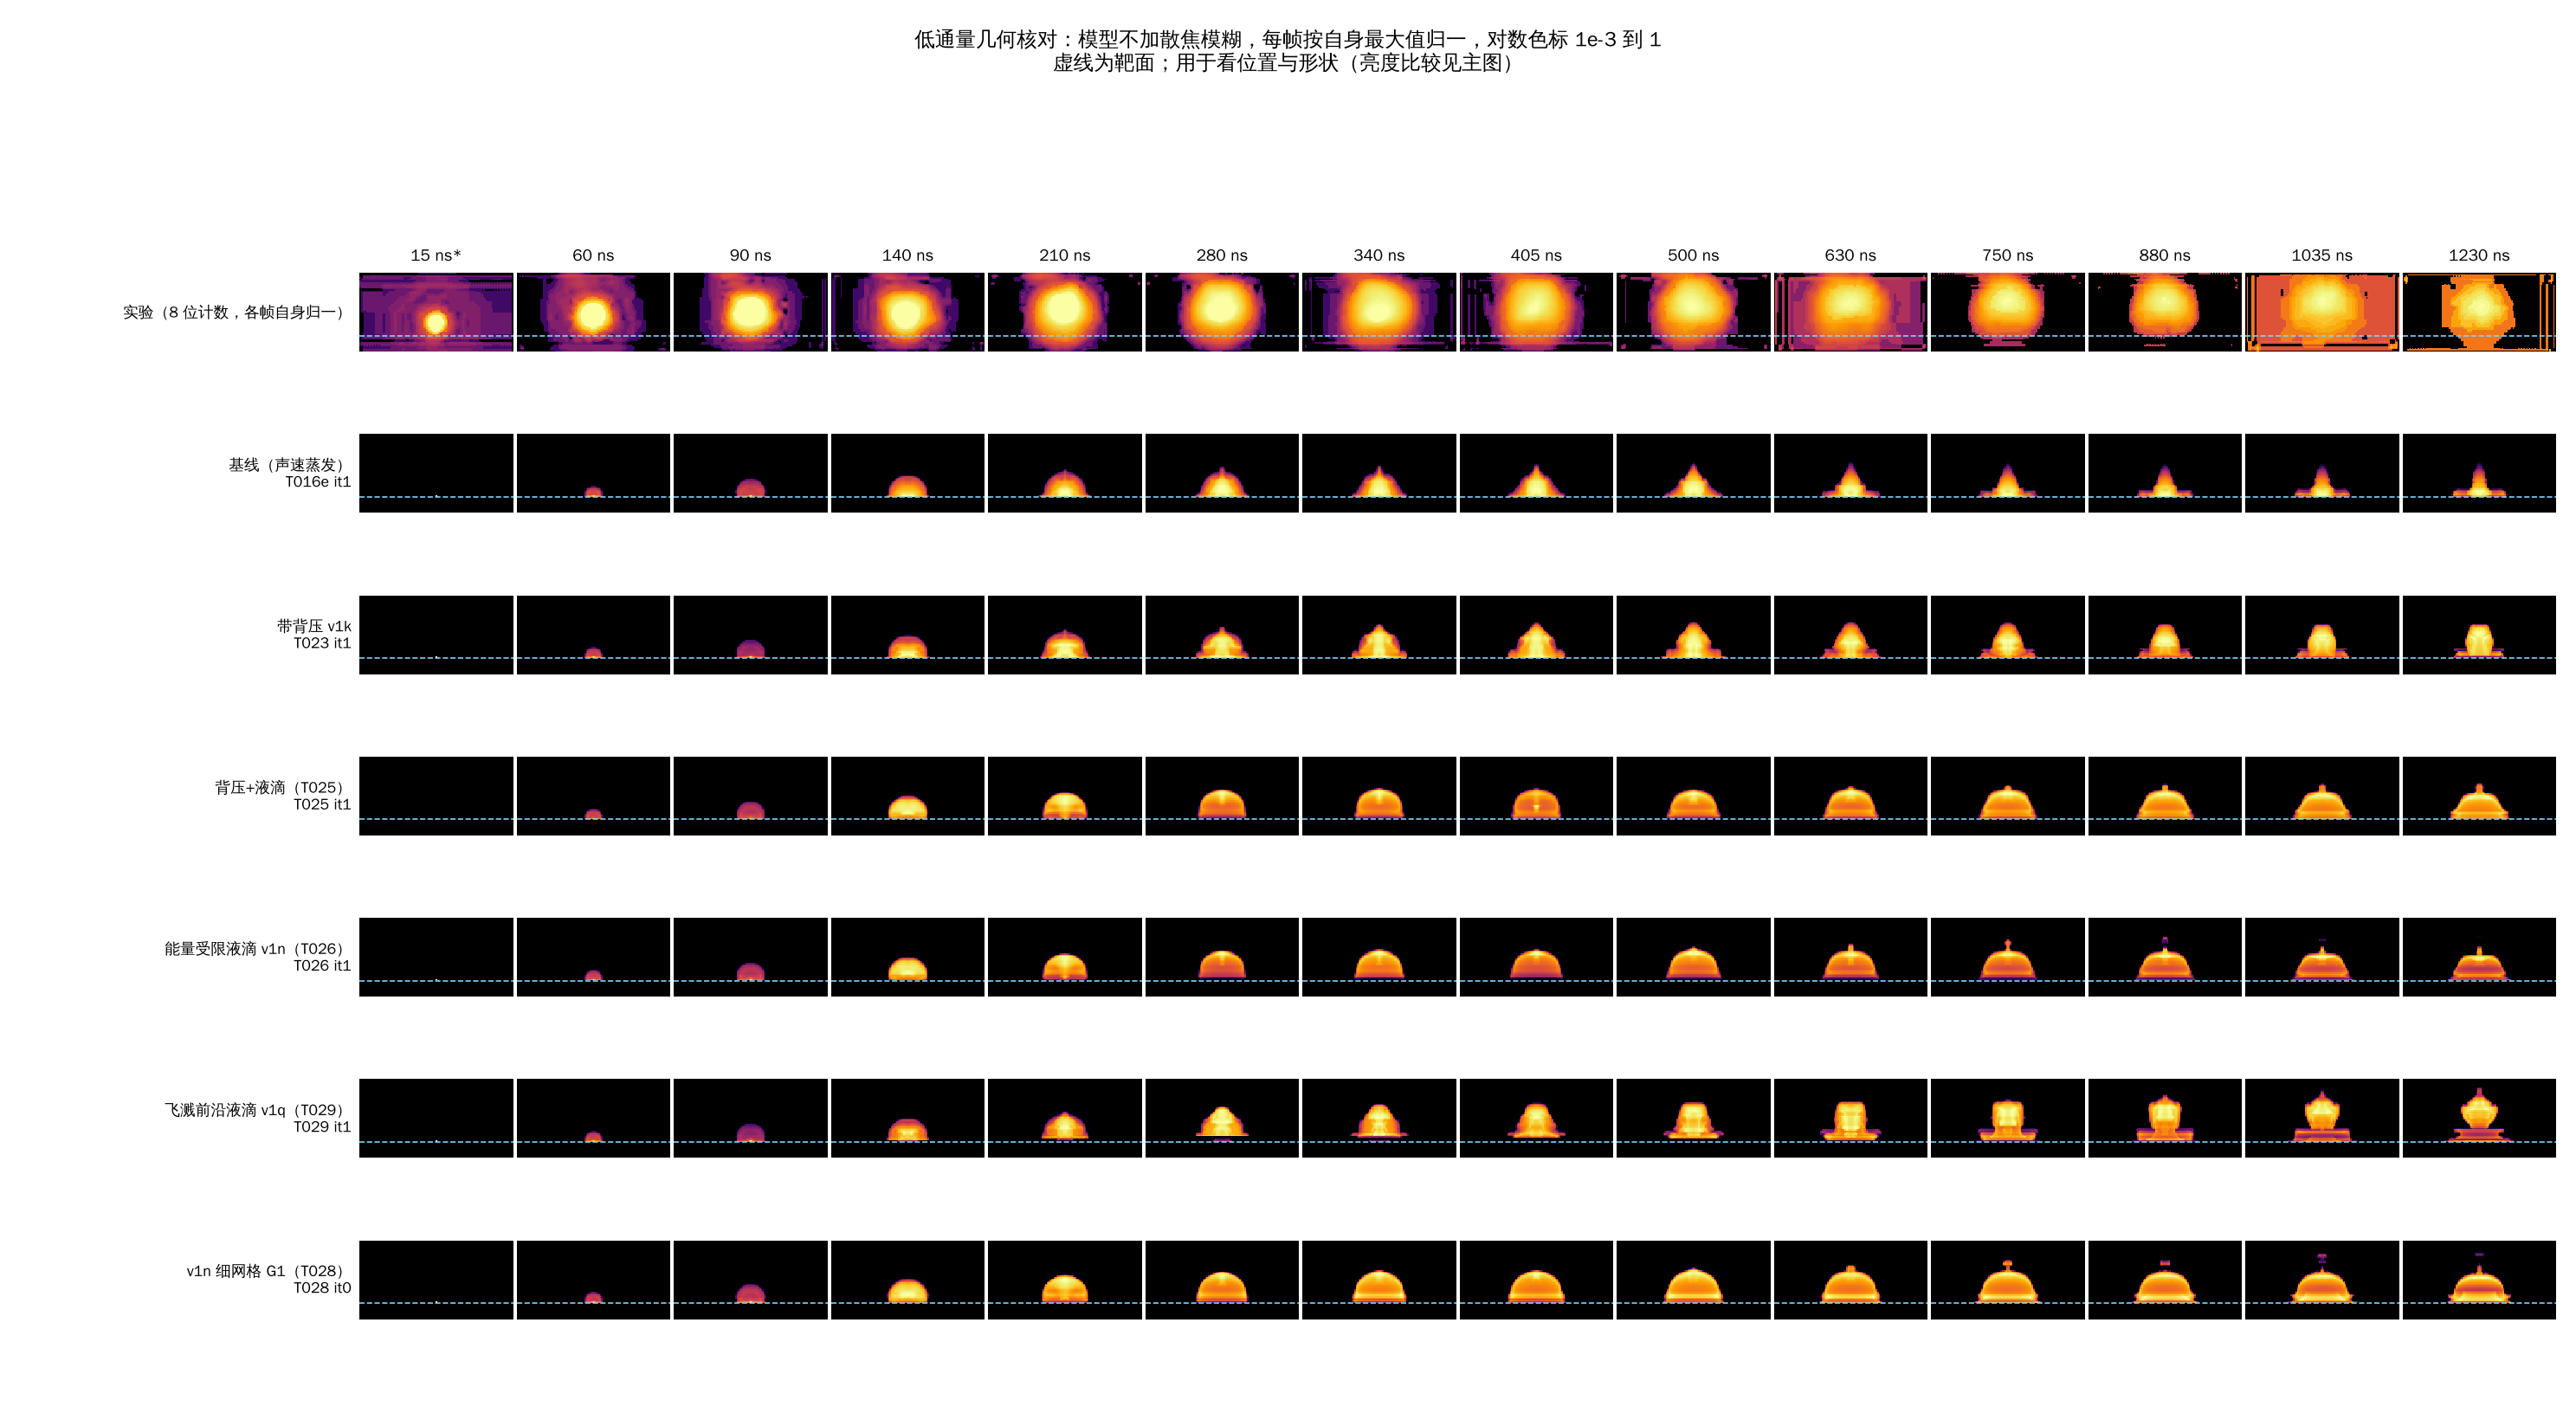 低通量几何核对：模型不加散焦模糊，每帧按自身最大值归一，对数色标 1e-3 到 1
虚线为靶面；用于看位置与形状（亮度比较见主图）
15 ns*
60 ns
90 ns
140 ns
210 ns
280 ns
340 ns
405 ns
500 ns
630 ns
750 ns
880 ns
1035 ns
1230 ns
实验（8 位计数，各帧自身归一）
基线（声速蒸发）
T016e it1
带背压 v1k
T023 it1
背压+液滴（T025）
T025 it1
能量受限液滴 v1n（T026）
T026 it1
飞溅前沿液滴 v1q（T029）
T029 it1
v1n 细网格 G1（T028）
T028 it0